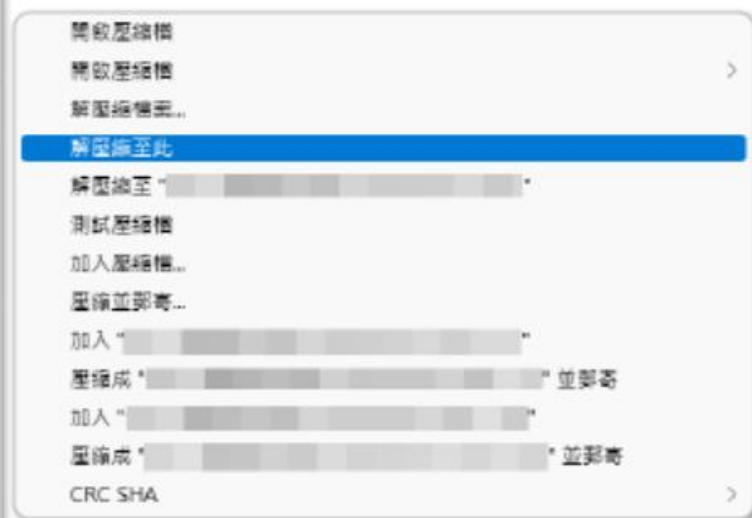 開啟壓縮檔
開啟壓縮檔
解壓縮檔案...
解壓縮至此
解壓縮至 " "
測試壓縮檔
加入壓縮檔...
壓縮並郵寄...
加入 " "
壓縮成 " " 並郵寄
加入 " "
壓縮成 " " 並郵寄
CRC SHA